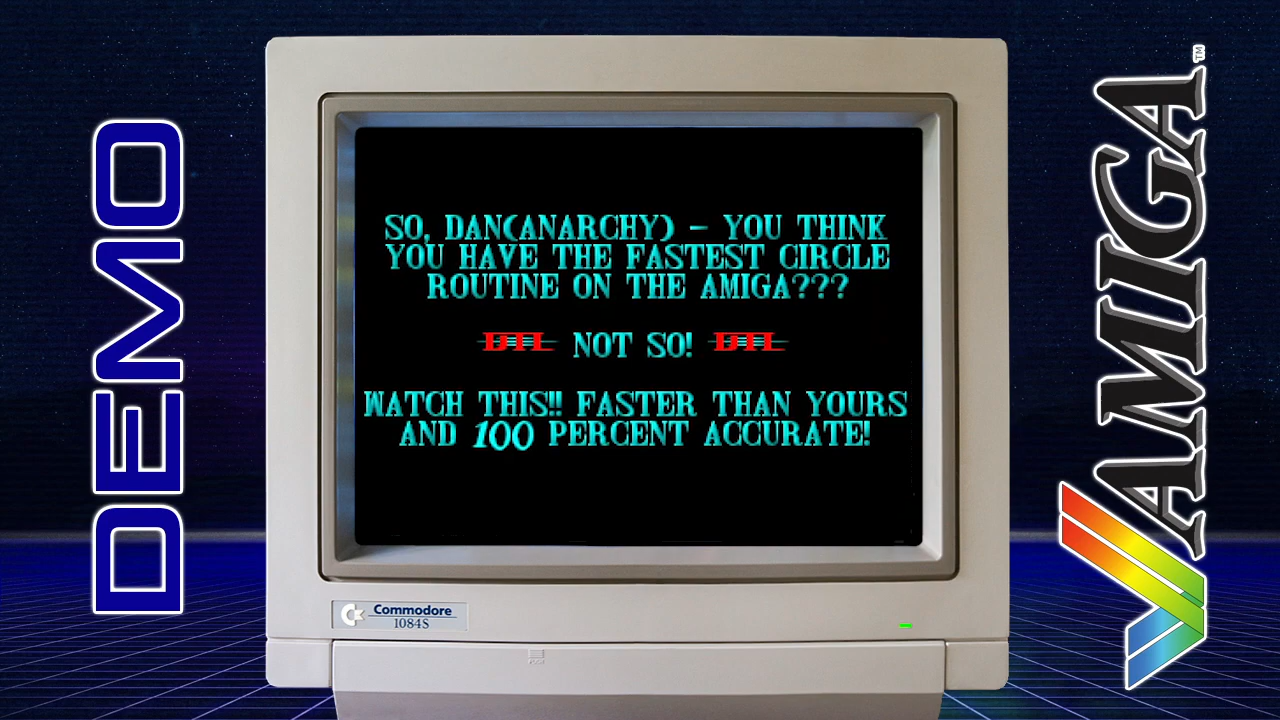 DEMO
SO, DAN(ANARCHY) - YOU THINK
YOU HAVE THE FASTEST CIRCLE
ROUTINE ON THE AMIGA???
DTL NOT SO! DTL
WATCH THIS!! FASTER THAN YOURS
AND 100 PERCENT ACCURATE!
Commodore
1084S
AMIGA™